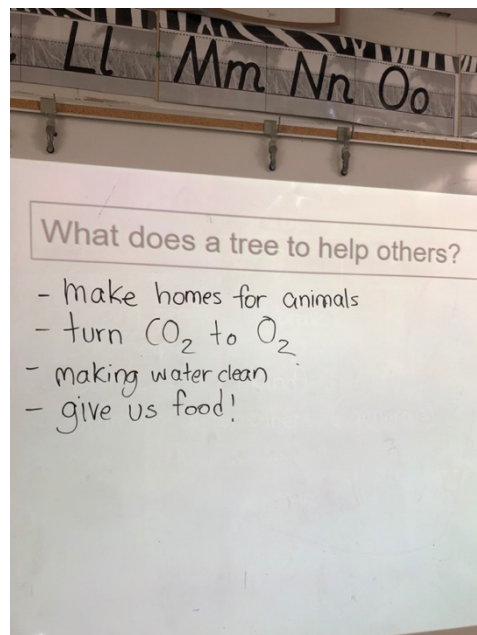 Ll Mm Nn Oo
What does a tree to help others?
- make homes for animals
- turn CO₂ to O₂
- making water clean
- give us food!